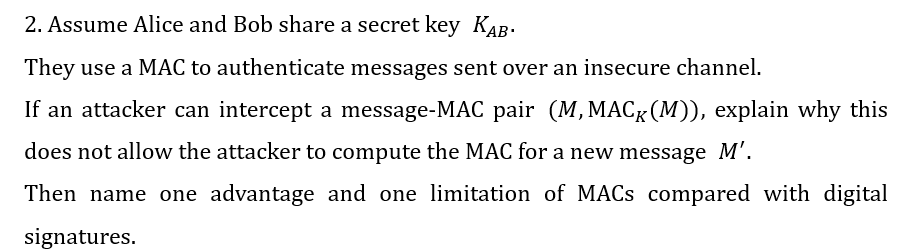 2. Assume Alice and Bob share a secret key K_{AB}.
They use a MAC to authenticate messages sent over an insecure channel.
If an attacker can intercept a message-MAC pair (M, MAC_K(M)), explain why this
does not allow the attacker to compute the MAC for a new message M′.
Then name one advantage and one limitation of MACs compared with digital
signatures.